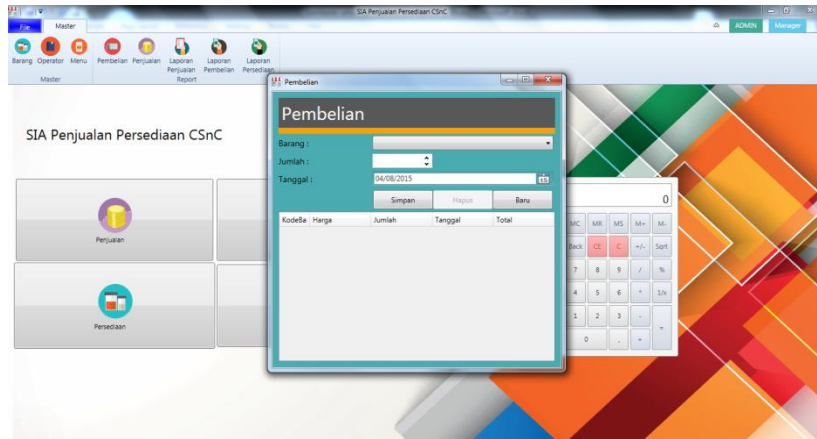 SIA Penjualan Persediaan CSnC
File Master
ADMIN Manager
Barang Operator Menu Pembelian Penjualan Laporan Penjualan Laporan Pembelian Laporan Persediaan
Master Report
Pembelian
Pembelian
SIA Penjualan Persediaan CSnC
Barang :
Jumlah :
Tanggal : 04/08/2015
15
Simpan Hapus Baru
KodeBa Harga Jumlah Tanggal Total
Penjualan
Persediaan
0
MC MR MS M+ M-
Back CE C +/- Sqrt
7 8 9 / %
4 5 6 * 1/x
1 2 3 - =
0 . +